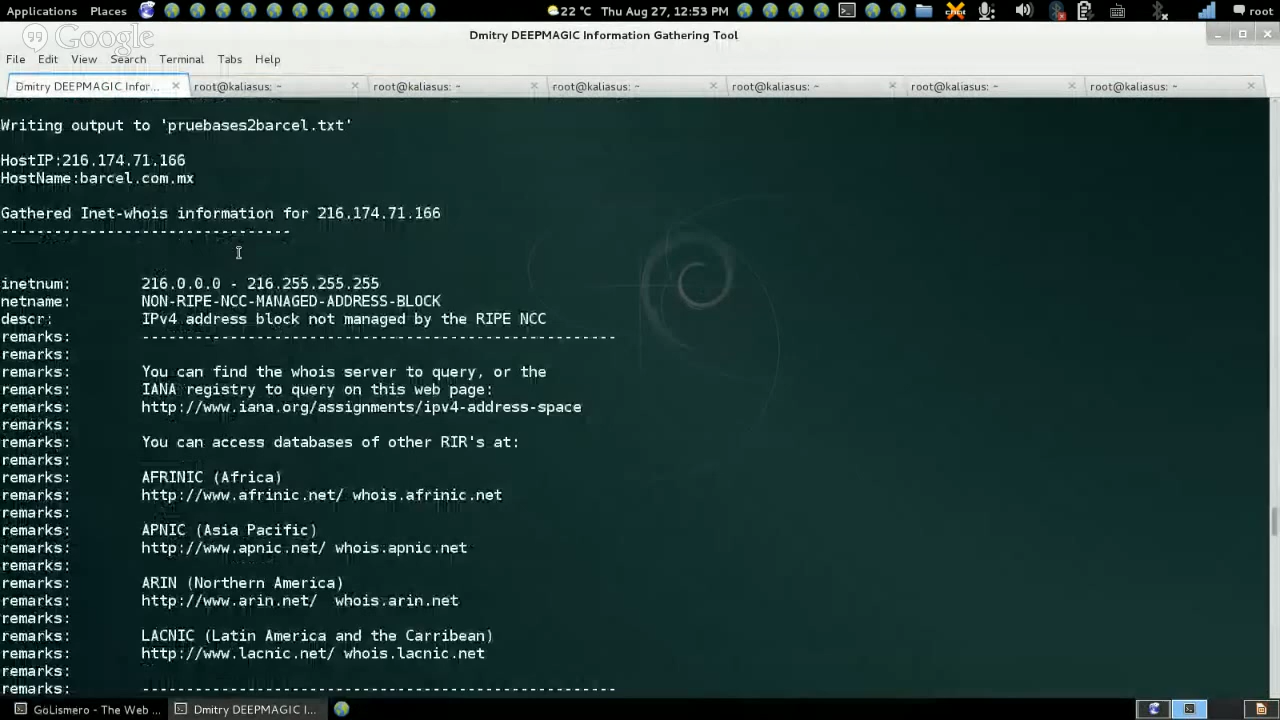 Applications Places 22 °C Thu Aug 27, 12:53 PM root
Google
Dmitry DEEPMAGIC Information Gathering Tool
File Edit View Search Terminal Tabs Help
Dmitry DEEPMAGIC Infor... root@kaliasus: ~ root@kaliasus: ~ root@kaliasus: ~ root@kaliasus: ~ root@kaliasus: ~ root@kaliasus: ~
Writing output to 'pruebases2barcel.txt'
HostIP:216.174.71.166
HostName:barcel.com.mx
Gathered Inet-whois information for 216.174.71.166
---------------------------------
inetnum: 216.0.0.0 - 216.255.255.255
netname: NON-RIPE-NCC-MANAGED-ADDRESS-BLOCK
descr: IPv4 address block not managed by the RIPE NCC
remarks: ------------------------------------------------------
remarks:
remarks: You can find the whois server to query, or the
remarks: IANA registry to query on this web page:
remarks: http://www.iana.org/assignments/ipv4-address-space
remarks:
remarks: You can access databases of other RIR's at:
remarks:
remarks: AFRINIC (Africa)
remarks: http://www.afrinic.net/ whois.afrinic.net
remarks:
remarks: APNIC (Asia Pacific)
remarks: http://www.apnic.net/ whois.apnic.net
remarks:
remarks: ARIN (Northern America)
remarks: http://www.arin.net/ whois.arin.net
remarks:
remarks: LACNIC (Latin America and the Carribean)
remarks: http://www.lacnic.net/ whois.lacnic.net
remarks:
remarks: ------------------------------------------------------
GoLismero - The Web ... Dmitry DEEPMAGIC I...